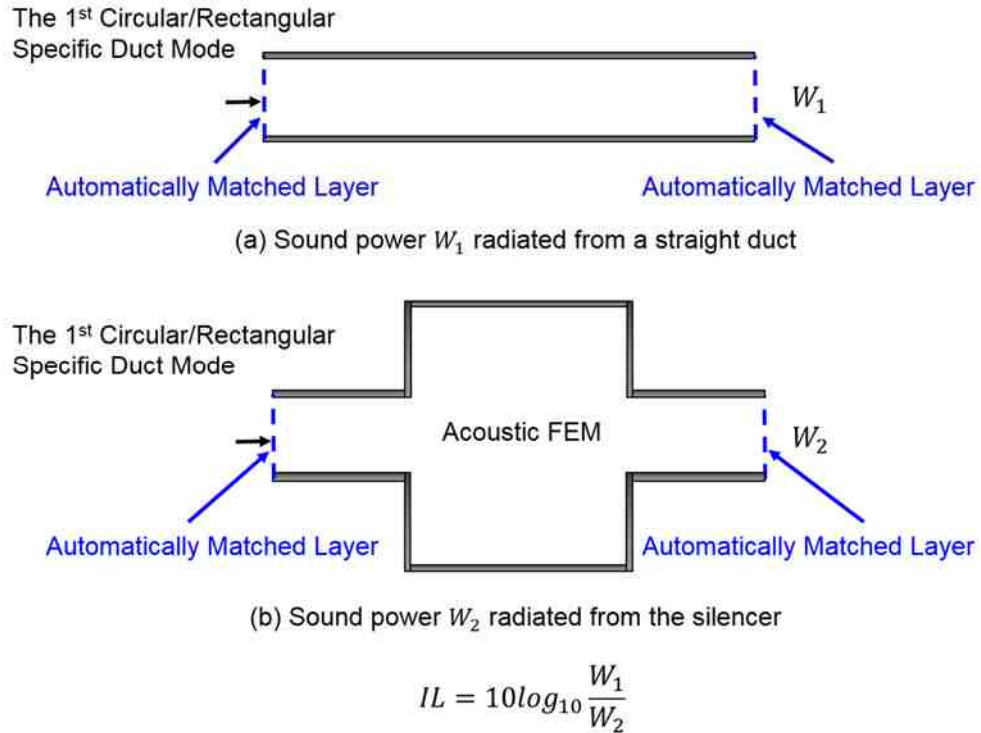 The 1st Circular/Rectangular
Specific Duct Mode
W1
Automatically Matched Layer
Automatically Matched Layer
(a) Sound power W1 radiated from a straight duct
The 1st Circular/Rectangular
Specific Duct Mode
Acoustic FEM
W2
Automatically Matched Layer
Automatically Matched Layer
(b) Sound power W2 radiated from the silencer
IL = 10log10 W1/W2